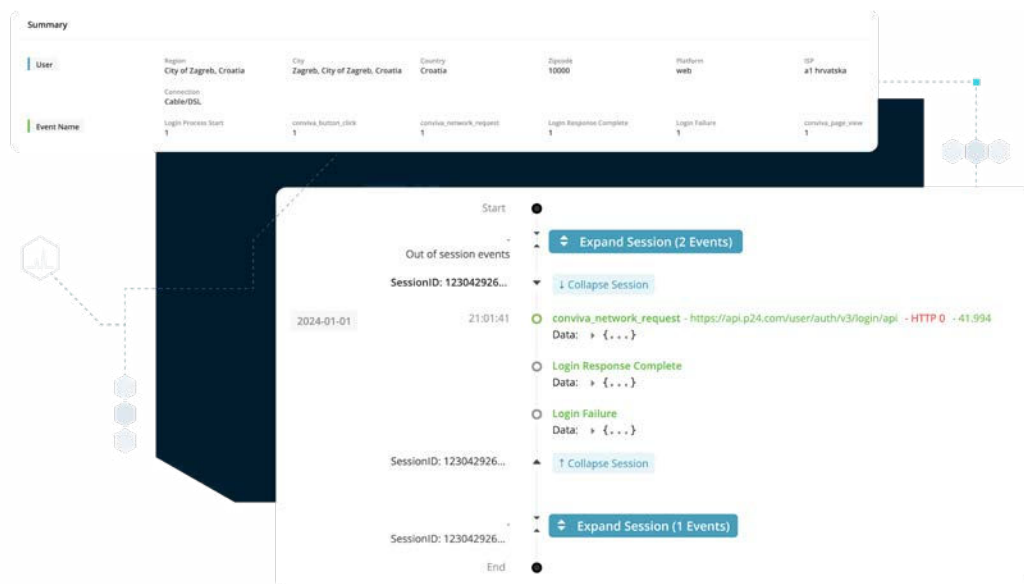 Summary
User
Region
City of Zagreb, Croatia
City
Zagreb, City of Zagreb, Croatia
Country
Croatia
Zipcode
10000
Platform
web
ISP
a1 hrvatska
Connection
Cable/DSL
Event Name
Login Process Start
1
conviva_button_click
1
conviva_network_request
1
Login Response Complete
1
Login Failure
1
conviva_page_view
1
Start
-
Out of session events
Expand Session (2 Events)
SessionID: 123042926...
↓ Collapse Session
2024-01-01
21:01:41
conviva_network_request - https://api.p24.com/user/auth/v3/login/api - HTTP 0 - 41.994
Data: ▸ {...}
Login Response Complete
Data: ▸ {...}
Login Failure
Data: ▸ {...}
SessionID: 123042926...
↑ Collapse Session
-
SessionID: 123042926...
Expand Session (1 Events)
End